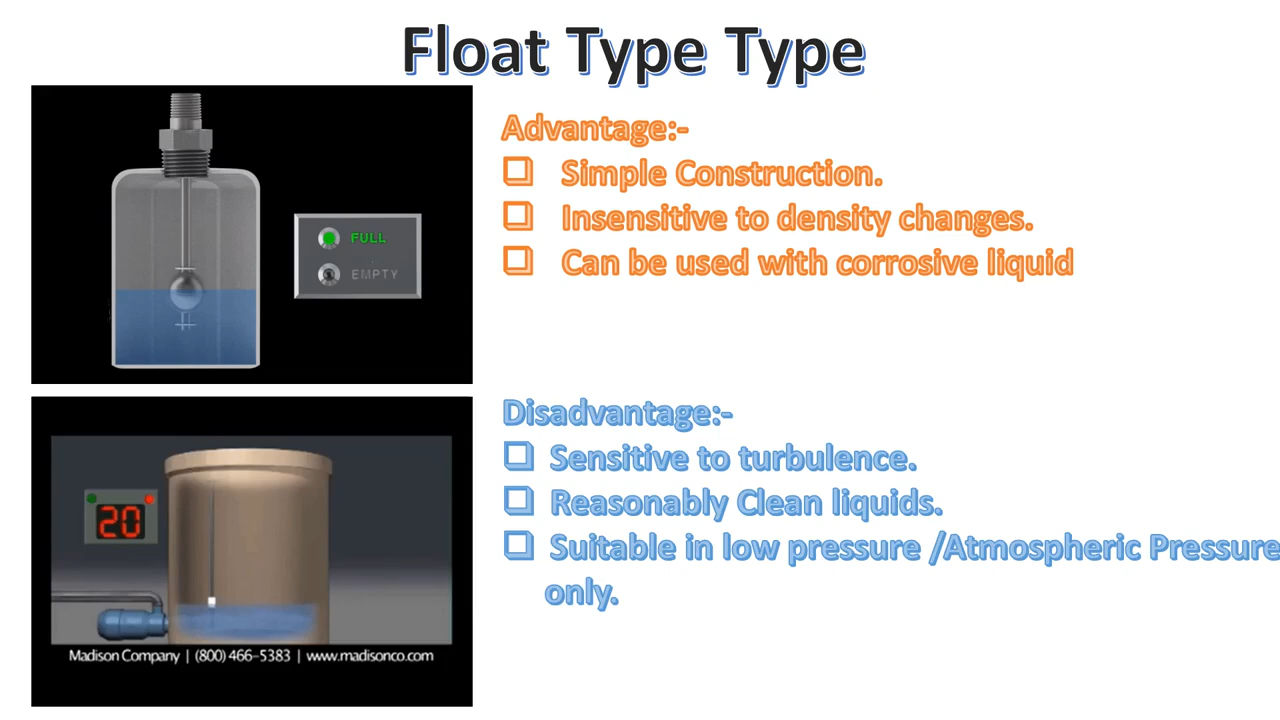 Float Type Type
Advantage:-
Simple Construction.
Insensitive to density changes.
Can be used with corrosive liquid
FULL
EMPTY
Disadvantage:-
Sensitive to turbulence.
Reasonably Clean liquids.
Suitable in low pressure /Atmospheric Pressure
only.
20
Madison Company | (800) 466-5383 | www.madisonco.com